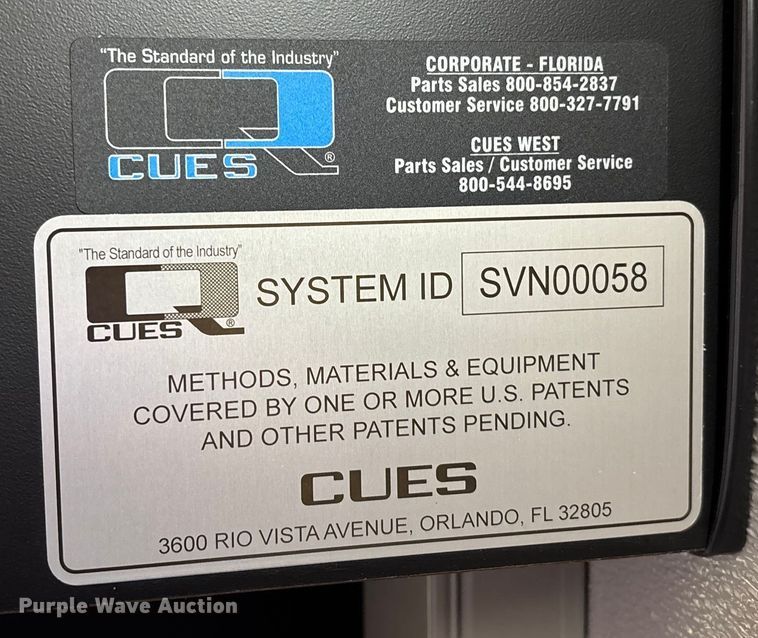 "The Standard of the Industry"
CUES ®
CORPORATE - FLORIDA
Parts Sales 800-854-2837
Customer Service 800-327-7791
CUES WEST
Parts Sales / Customer Service
800-544-8695
"The Standard of the Industry"
CUES ®
SYSTEM ID SVN00058
METHODS, MATERIALS & EQUIPMENT
COVERED BY ONE OR MORE U.S. PATENTS
AND OTHER PATENTS PENDING.
CUES
3600 RIO VISTA AVENUE, ORLANDO, FL 32805
Purple Wave Auction